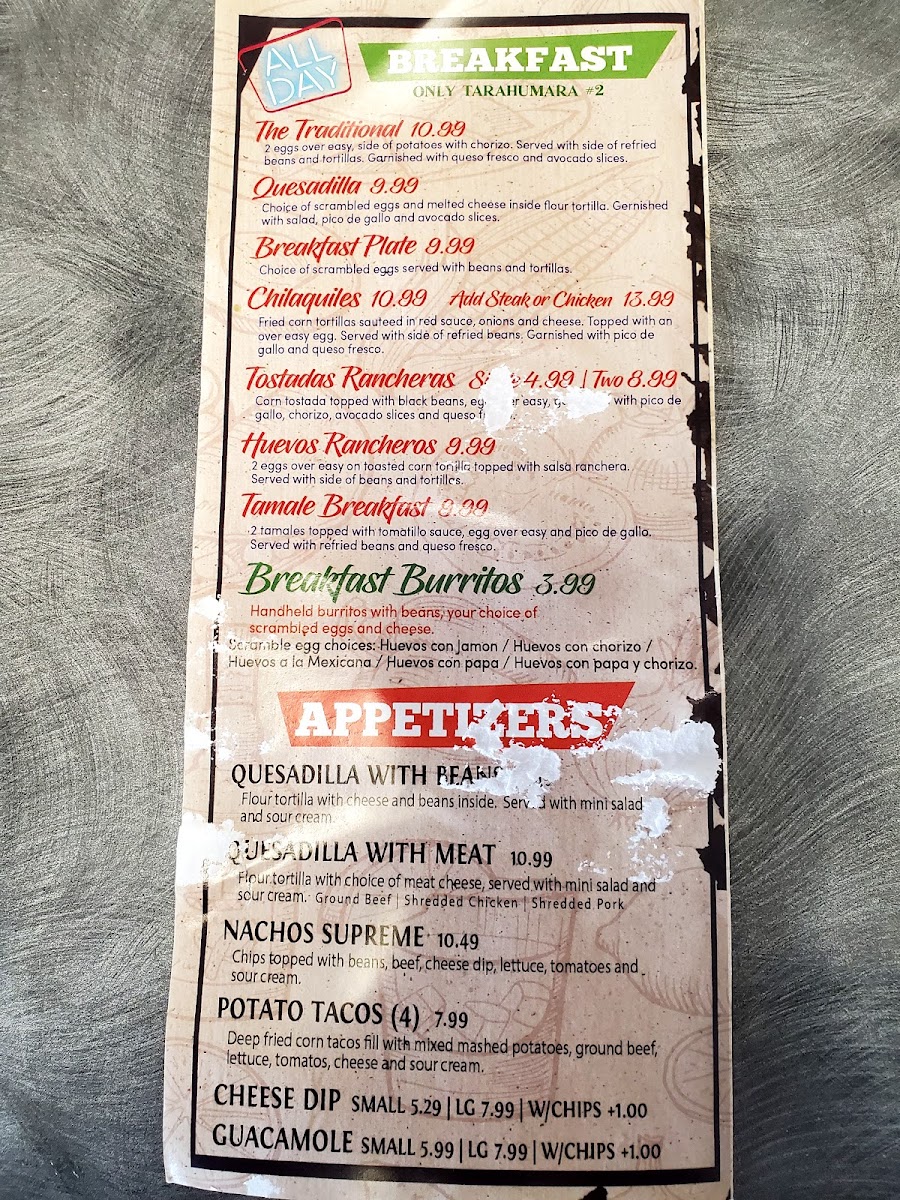 ALL DAY
BREAKFAST
ONLY TARAHUMARA #2
The Traditional 10.99
2 eggs over easy, side of potatoes with chorizo. Served with side of refried
beans and tortillas. Garnished with queso fresco and avocado slices.
Quesadilla 9.99
Choice of scrambled eggs and melted cheese inside flour tortilla. Gernished
with salad, pico de gallo and avocado slices.
Breakfast Plate 9.99
Choice of scrambled eggs served with beans and tortillas.
Chilaquiles 10.99 Add Steak or Chicken 13.99
Fried corn tortillas sauteed in red sauce, onions and cheese. Topped with an
over easy egg. Served with side of refried beans. Garnished with pico de
gallo and queso fresco.
Tostadas Rancheras 4.99 | Two 8.99
Corn tostada topped with black beans, easy, with pico de
gallo, chorizo, avocado slices and queso
Huevos Rancheros 9.99
2 eggs over easy on toasted corn tortilla topped with salsa ranchera.
Served with side of beans and tortillas.
Tamale Breakfast 9.99
2 tamales topped with tomatillo sauce, egg over easy and pico de gallo.
Served with refried beans and queso fresco.
Breakfast Burritos 3.99
Handheld burritos with beans, your choice of
scrambled eggs and cheese.
Scramble egg choices: Huevos con Jamon / Huevos con chorizo /
Huevos a la Mexicana / Huevos con papa / Huevos con papa y chorizo.
APPETIZERS
QUESADILLA WITH BEANS
Flour tortilla with cheese and beans inside. Served with mini salad
and sour cream.
QUESADILLA WITH MEAT 10.99
Flour tortilla with choice of meat cheese, served with mini salad and
sour cream. Ground Beef | Shredded Chicken | Shredded Pork
NACHOS SUPREME 10.49
Chips topped with beans, beef, cheese dip, lettuce, tomatoes and
sour cream.
POTATO TACOS (4) 7.99
Deep fried corn tacos fill with mixed mashed potatoes, ground beef,
lettuce, tomatos, cheese and sour cream.
CHEESE DIP SMALL 5.29 | LG 7.99 | W/CHIPS +1.00
GUACAMOLE SMALL 5.99 | LG 7.99 | W/CHIPS +1.00